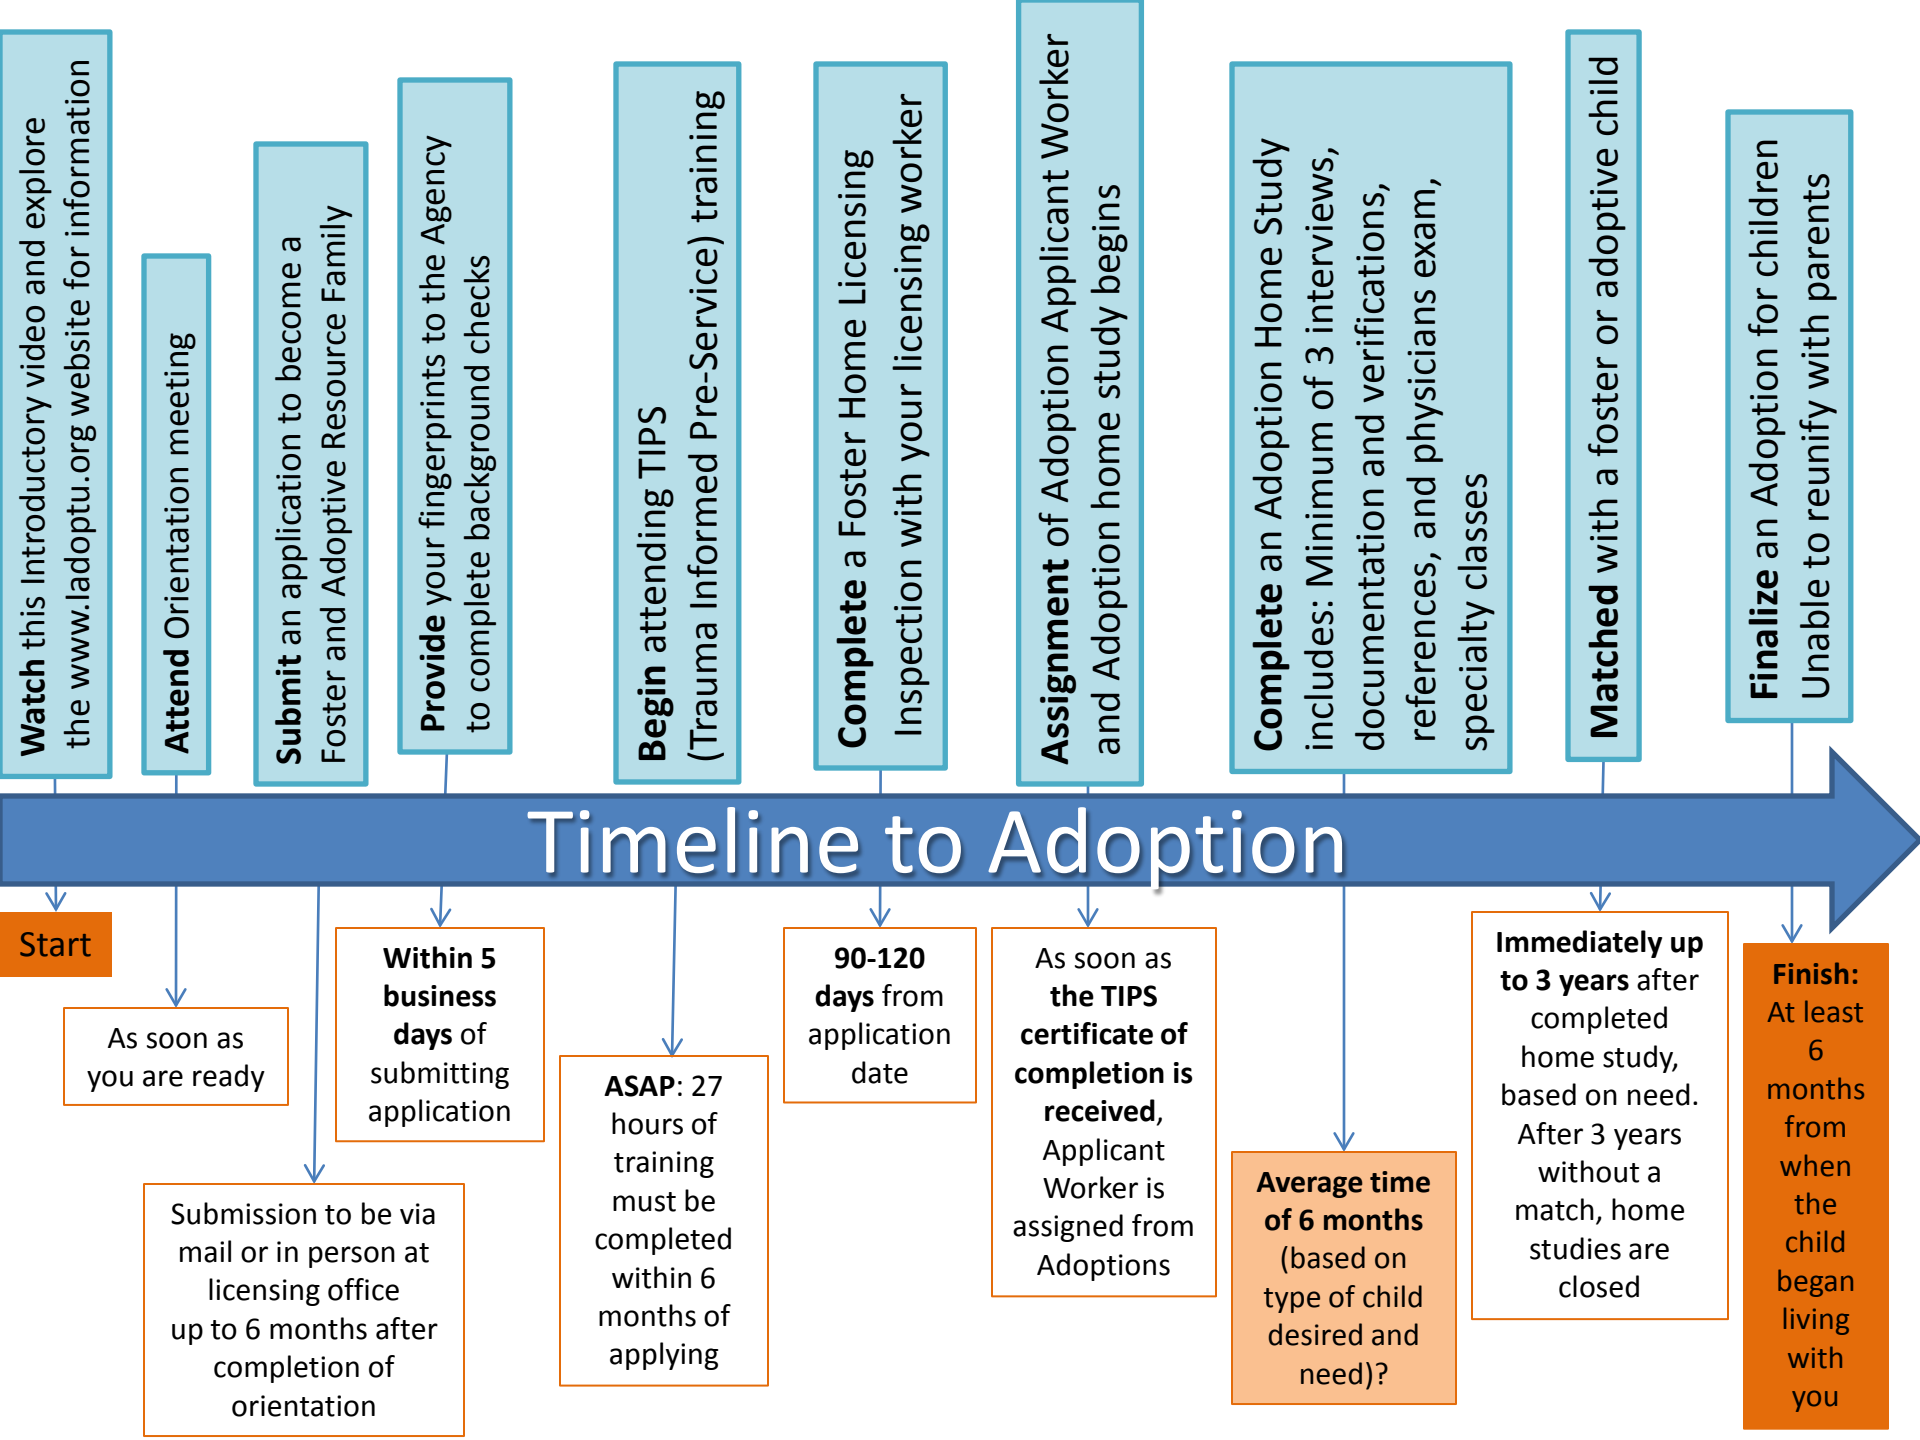 Watch this Introductory video and explore
the www.ladoptu.org website for information
Attend Orientation meeting
Submit an application to become a
Foster and Adoptive Resource Family
Provide your fingerprints to the Agency
to complete background checks
Begin attending TIPS
(Trauma Informed Pre-Service) training
Complete a Foster Home Licensing
Inspection with your licensing worker
Assignment of Adoption Applicant Worker
and Adoption home study begins
Complete an Adoption Home Study
includes: Minimum of 3 interviews,
documentation and verifications,
references, and physicians exam,
specialty classes
Matched with a foster or adoptive child
Finalize an Adoption for children
Unable to reunify with parents
Timeline to Adoption
Start
As soon as
you are ready
Submission to be via
mail or in person at
licensing office
up to 6 months after
completion of
orientation
Within 5
business
days of
submitting
application
ASAP: 27
hours of
training
must be
completed
within 6
months of
applying
90-120
days from
application
date
As soon as
the TIPS
certificate of
completion is
received,
Applicant
Worker is
assigned from
Adoptions
Average time
of 6 months
(based on
type of child
desired and
need)?
Immediately up
to 3 years after
completed
home study,
based on need.
After 3 years
without a
match, home
studies are
closed
Finish:
At least
6
months
from
when
the
child
began
living
with
you